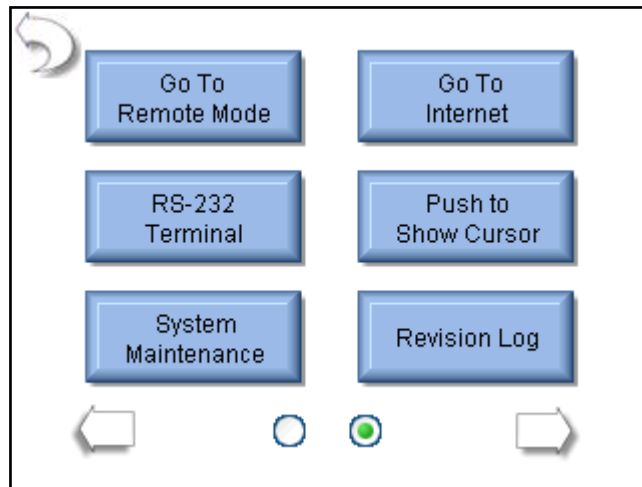 Go To
Remote Mode
Go To
Internet
RS-232
Terminal
Push to
Show Cursor
System
Maintenance
Revision Log